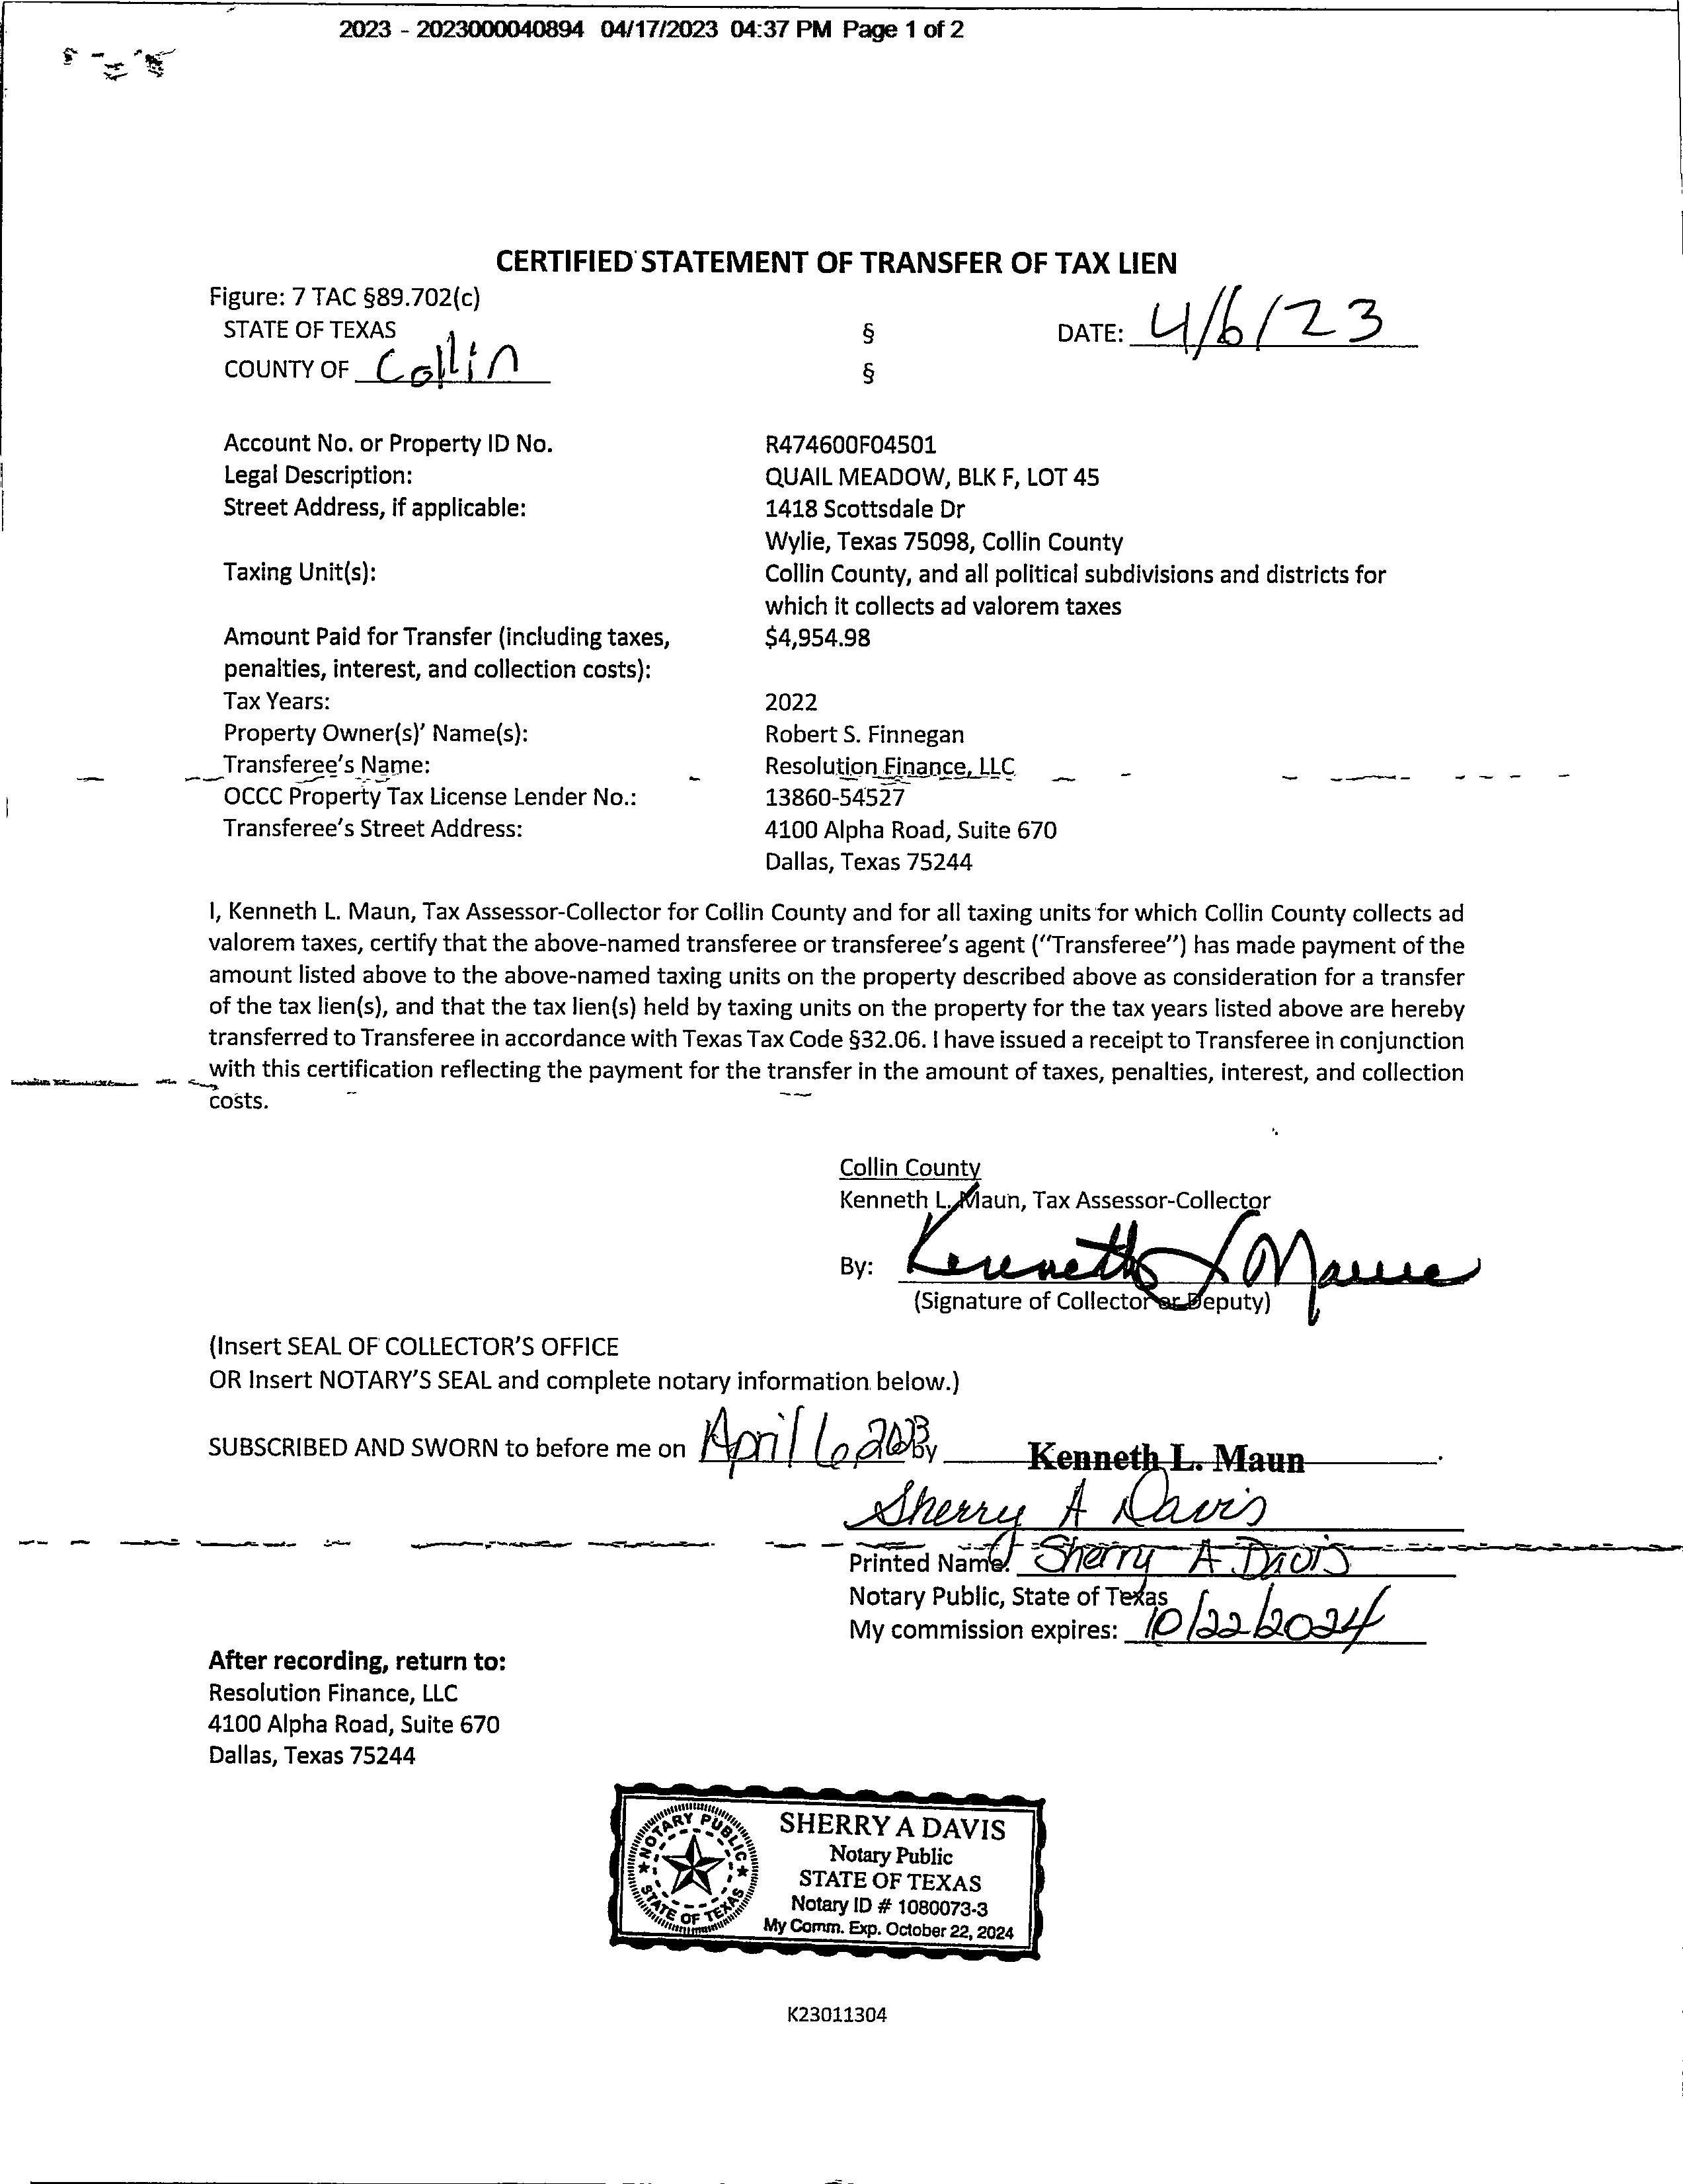 2023 - 2023000040894 04/17/2023 04:37 PM Page 1 of 2
CERTIFIED STATEMENT OF TRANSFER OF TAX LIEN
Figure: 7 TAC §89.702(c)
STATE OF TEXAS § DATE: 4/6/23
COUNTY OF Collin §
Account No. or Property ID No. R474600F04501
Legal Description: QUAIL MEADOW, BLK F, LOT 45
Street Address, if applicable: 1418 Scottsdale Dr
Wylie, Texas 75098, Collin County
Taxing Unit(s): Collin County, and all political subdivisions and districts for
which it collects ad valorem taxes
Amount Paid for Transfer (including taxes, $4,954.98
penalties, interest, and collection costs):
Tax Years: 2022
Property Owner(s)' Name(s): Robert S. Finnegan
Transferee's Name: Resolution Finance, LLC
OCCC Property Tax License Lender No.: 13860-54527
Transferee's Street Address: 4100 Alpha Road, Suite 670
Dallas, Texas 75244
I, Kenneth L. Maun, Tax Assessor-Collector for Collin County and for all taxing units for which Collin County collects ad
valorem taxes, certify that the above-named transferee or transferee's agent ("Transferee") has made payment of the
amount listed above to the above-named taxing units on the property described above as consideration for a transfer
of the tax lien(s), and that the tax lien(s) held by taxing units on the property for the tax years listed above are hereby
transferred to Transferee in accordance with Texas Tax Code §32.06. I have issued a receipt to Transferee in conjunction
with this certification reflecting the payment for the transfer in the amount of taxes, penalties, interest, and collection
costs.
Collin County
Kenneth L. Maun, Tax Assessor-Collector
By: Kenneth L Maun
(Signature of Collector or Deputy)
(Insert SEAL OF COLLECTOR'S OFFICE
OR Insert NOTARY'S SEAL and complete notary information below.)
SUBSCRIBED AND SWORN to before me on April 6, 2023 by Kenneth L. Maun.
Sherry A Davis
Printed Name: Sherry A Davis
Notary Public, State of Texas
My commission expires: 10/22/2024
After recording, return to:
Resolution Finance, LLC
4100 Alpha Road, Suite 670
Dallas, Texas 75244
NOTARY PUBLIC
STATE OF TEXAS
SHERRY A DAVIS
Notary Public
STATE OF TEXAS
Notary ID # 1080073-3
My Comm. Exp. October 22, 2024
K23011304